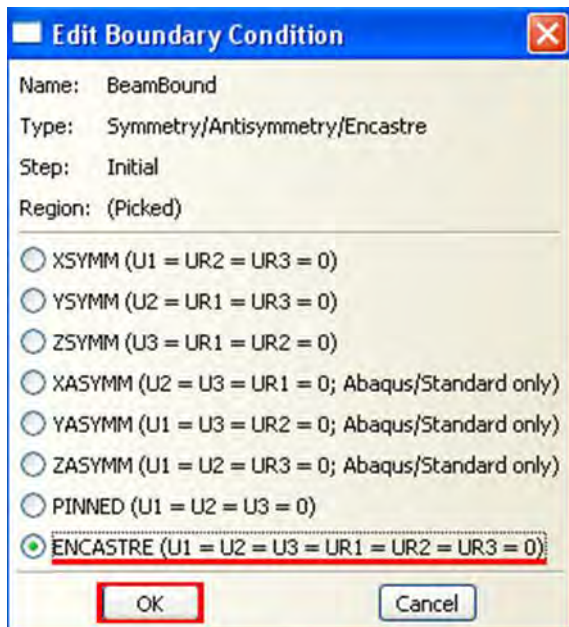 Edit Boundary Condition
Name: BeamBound
Type: Symmetry/Antisymmetry/Encastre
Step: Initial
Region: (Picked)
XSYMM (U1 = UR2 = UR3 = 0)
YSYMM (U2 = UR1 = UR3 = 0)
ZSYMM (U3 = UR1 = UR2 = 0)
XASYMM (U2 = U3 = UR1 = 0; Abaqus/Standard only)
YASYMM (U1 = U3 = UR2 = 0; Abaqus/Standard only)
ZASYMM (U1 = U2 = UR3 = 0; Abaqus/Standard only)
PINNED (U1 = U2 = U3 = 0)
ENCASTRE (U1 = U2 = U3 = UR1 = UR2 = UR3 = 0)
OK Cancel